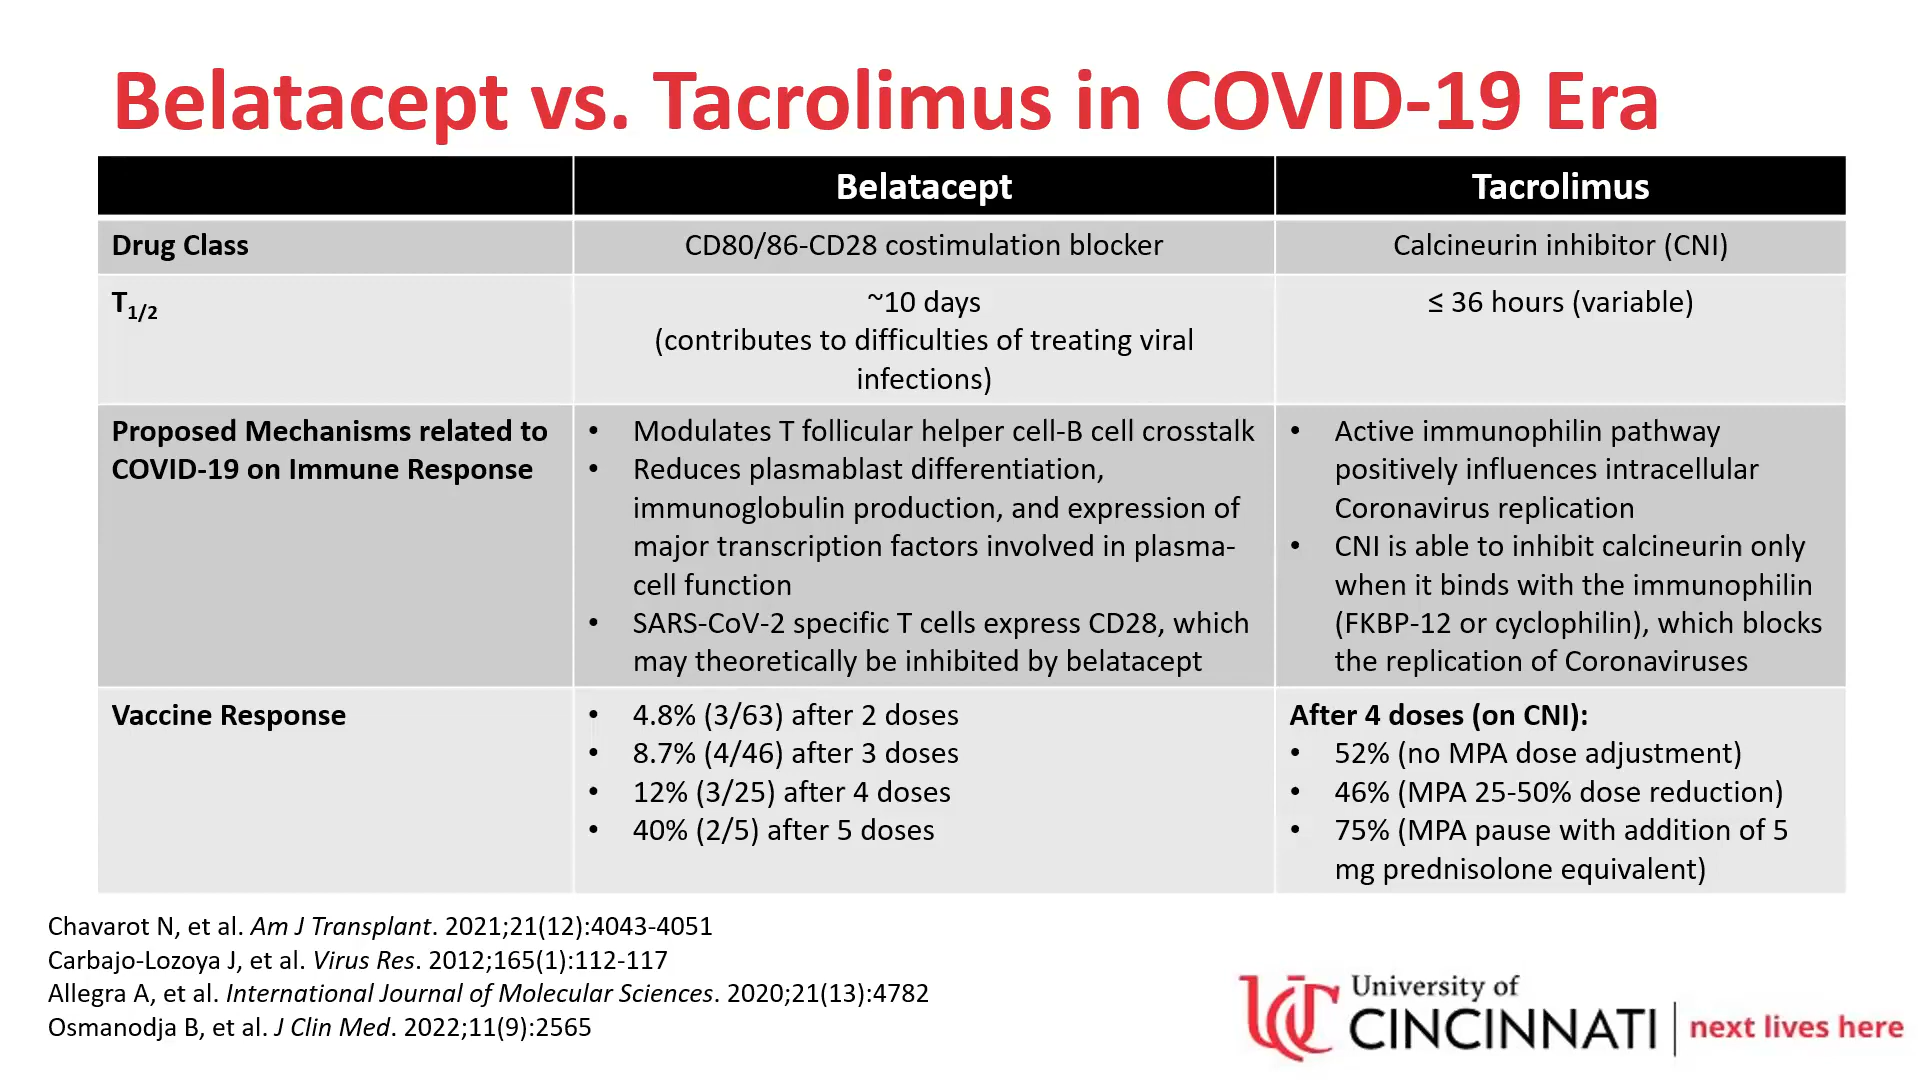 Belatacept vs. Tacrolimus in COVID-19 Era
Belatacept
Tacrolimus
Drug Class
CD80/86-CD28 costimulation blocker
Calcineurin inhibitor (CNI)
T1/2
~10 days
(contributes to difficulties of treating viral
infections)
≤ 36 hours (variable)
Proposed Mechanisms related to
COVID-19 on Immune Response
• Modulates T follicular helper cell-B cell crosstalk
• Reduces plasmablast differentiation,
immunoglobulin production, and expression of
major transcription factors involved in plasma-
cell function
• SARS-CoV-2 specific T cells express CD28, which
may theoretically be inhibited by belatacept
• Active immunophilin pathway
positively influences intracellular
Coronavirus replication
• CNI is able to inhibit calcineurin only
when it binds with the immunophilin
(FKBP-12 or cyclophilin), which blocks
the replication of Coronaviruses
Vaccine Response
• 4.8% (3/63) after 2 doses
• 8.7% (4/46) after 3 doses
• 12% (3/25) after 4 doses
• 40% (2/5) after 5 doses
After 4 doses (on CNI):
• 52% (no MPA dose adjustment)
• 46% (MPA 25-50% dose reduction)
• 75% (MPA pause with addition of 5
mg prednisolone equivalent)
Chavarot N, et al. Am J Transplant. 2021;21(12):4043-4051
Carbajo-Lozoya J, et al. Virus Res. 2012;165(1):112-117
Allegra A, et al. International Journal of Molecular Sciences. 2020;21(13):4782
Osmanodja B, et al. J Clin Med. 2022;11(9):2565
UC
University of
CINCINNATI
next lives here